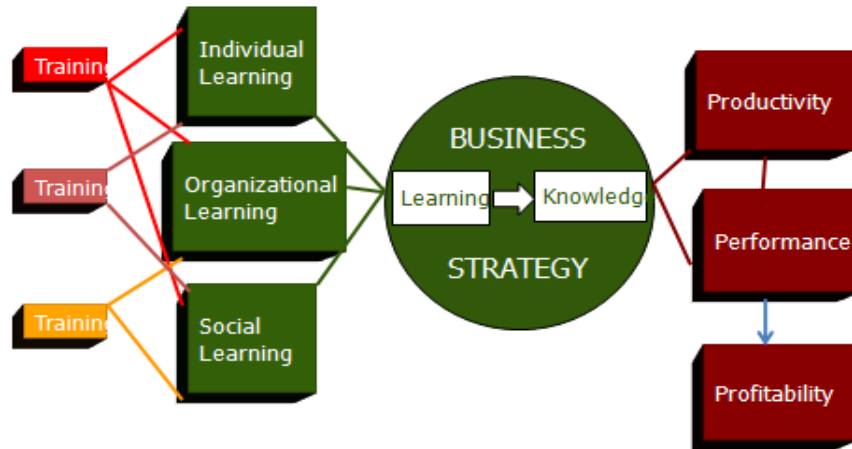 Training
Training
Training
Individual
Learning
Organizational
Learning
Social
Learning
BUSINESS
Learning
Knowledg
STRATEGY
Productivity
Performance
Profitability